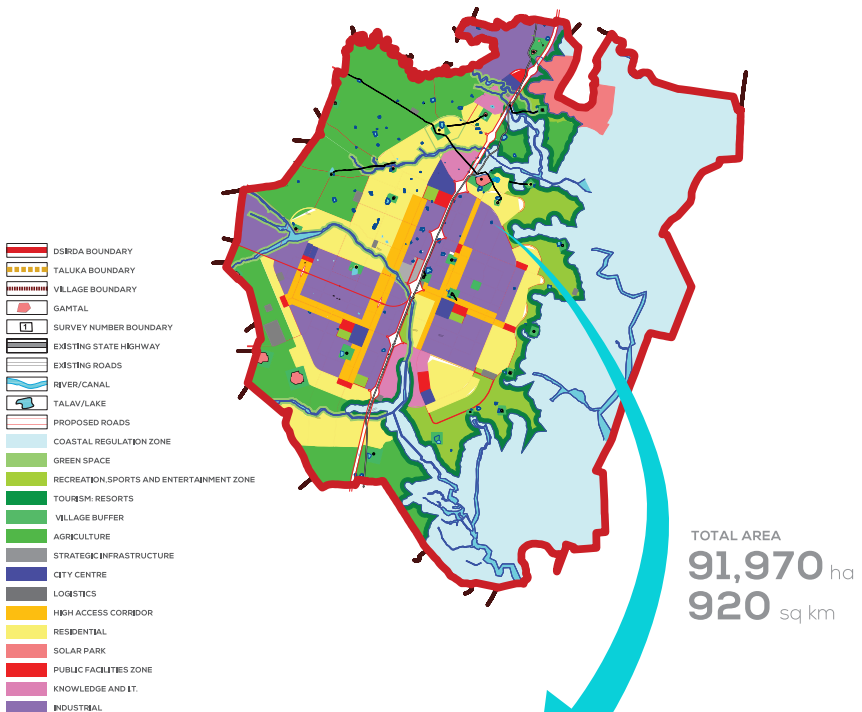 DSIRDA BOUNDARY
TALUKA BOUNDARY
VILLAGE BOUNDARY
GAMTAL
1
SURVEY NUMBER BOUNDARY
EXISTING STATE HIGHWAY
EXISTING ROADS
RIVER/CANAL
TALAV/LAKE
PROPOSED ROADS
COASTAL REGULATION ZONE
GREEN SPACE
RECREATION,SPORTS AND ENTERTAINMENT ZONE
TOURISM: RESORTS
VILLAGE BUFFER
AGRICULTURE
STRATEGIC INFRASTRUCTURE
CITY CENTRE
LOGISTICS
HIGH ACCESS CORRIDOR
RESIDENTIAL
SOLAR PARK
PUBLIC FACILITIES ZONE
KNOWLEDGE AND I.T.
INDUSTRIAL
TOTAL AREA
91,970 ha
920 sq km